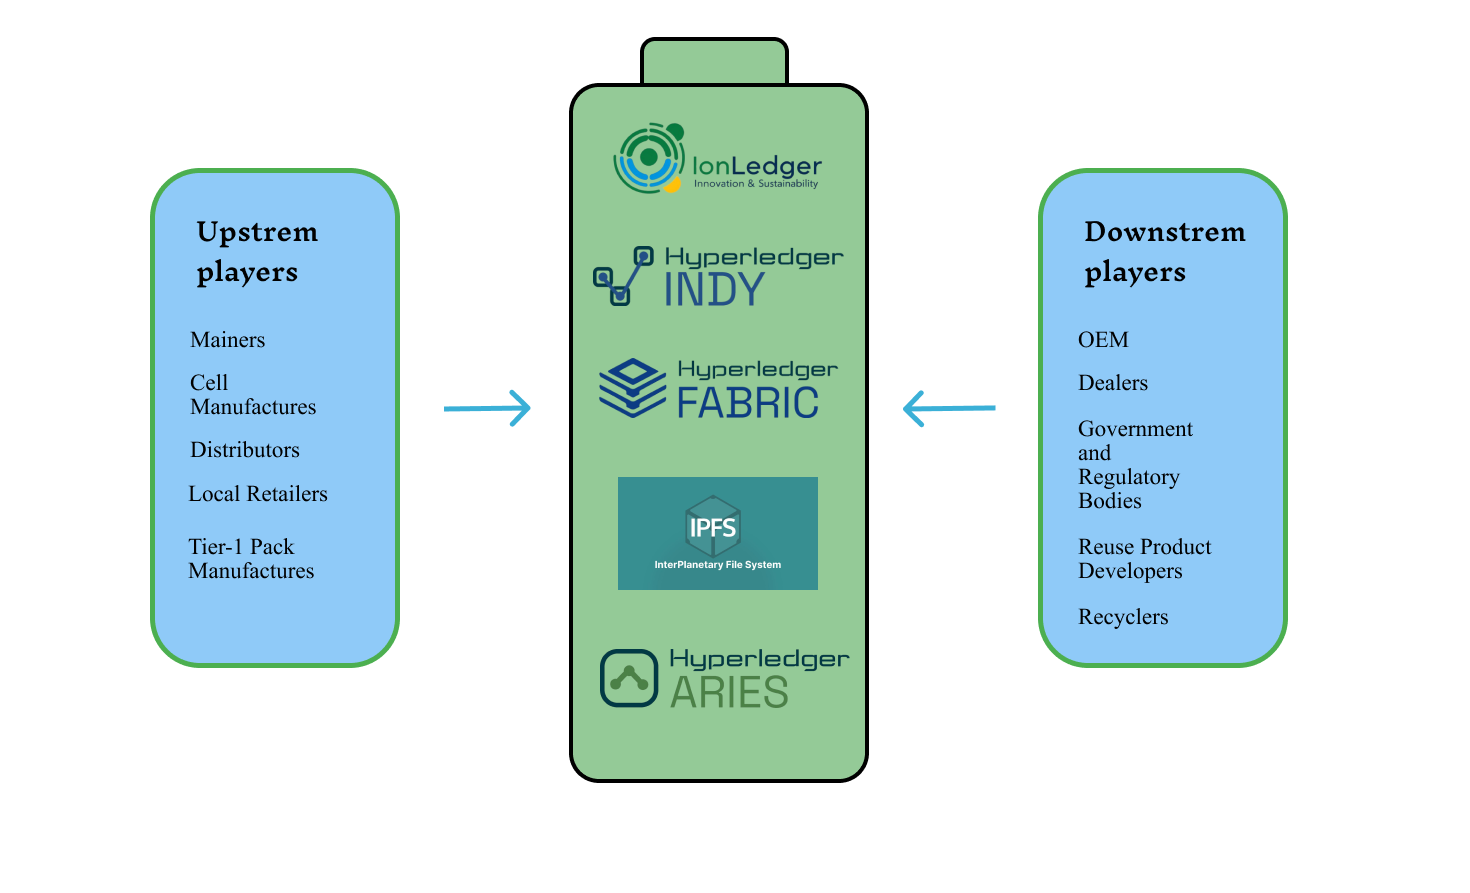 Upstrem
players
Mainers
Cell
Manufactures
Distributors
Local Retailers
Tier-1 Pack
Manufactures
IonLedger
Innovation & Sustainability
Hyperledger
INDY
Hyperledger
FABRIC
IPFS
InterPlanetary File System
Hyperledger
ARIES
Downstrem
players
OEM
Dealers
Government
and
Regulatory
Bodies
Reuse Product
Developers
Recyclers